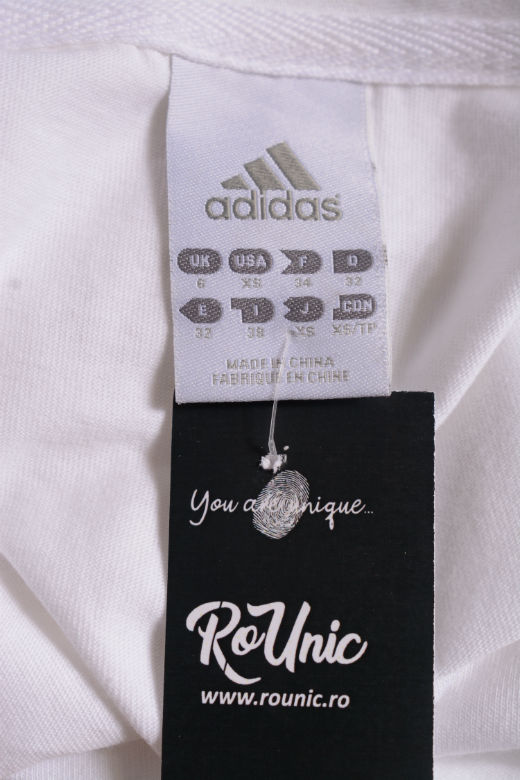 adidas
UK USA F D
6 XS 34 32
E I J CDN
32 38 XS XS/TP
MADE IN CHINA
FABRIQUÉ EN CHINE
You are unique...
RoUnic
www.rounic.ro